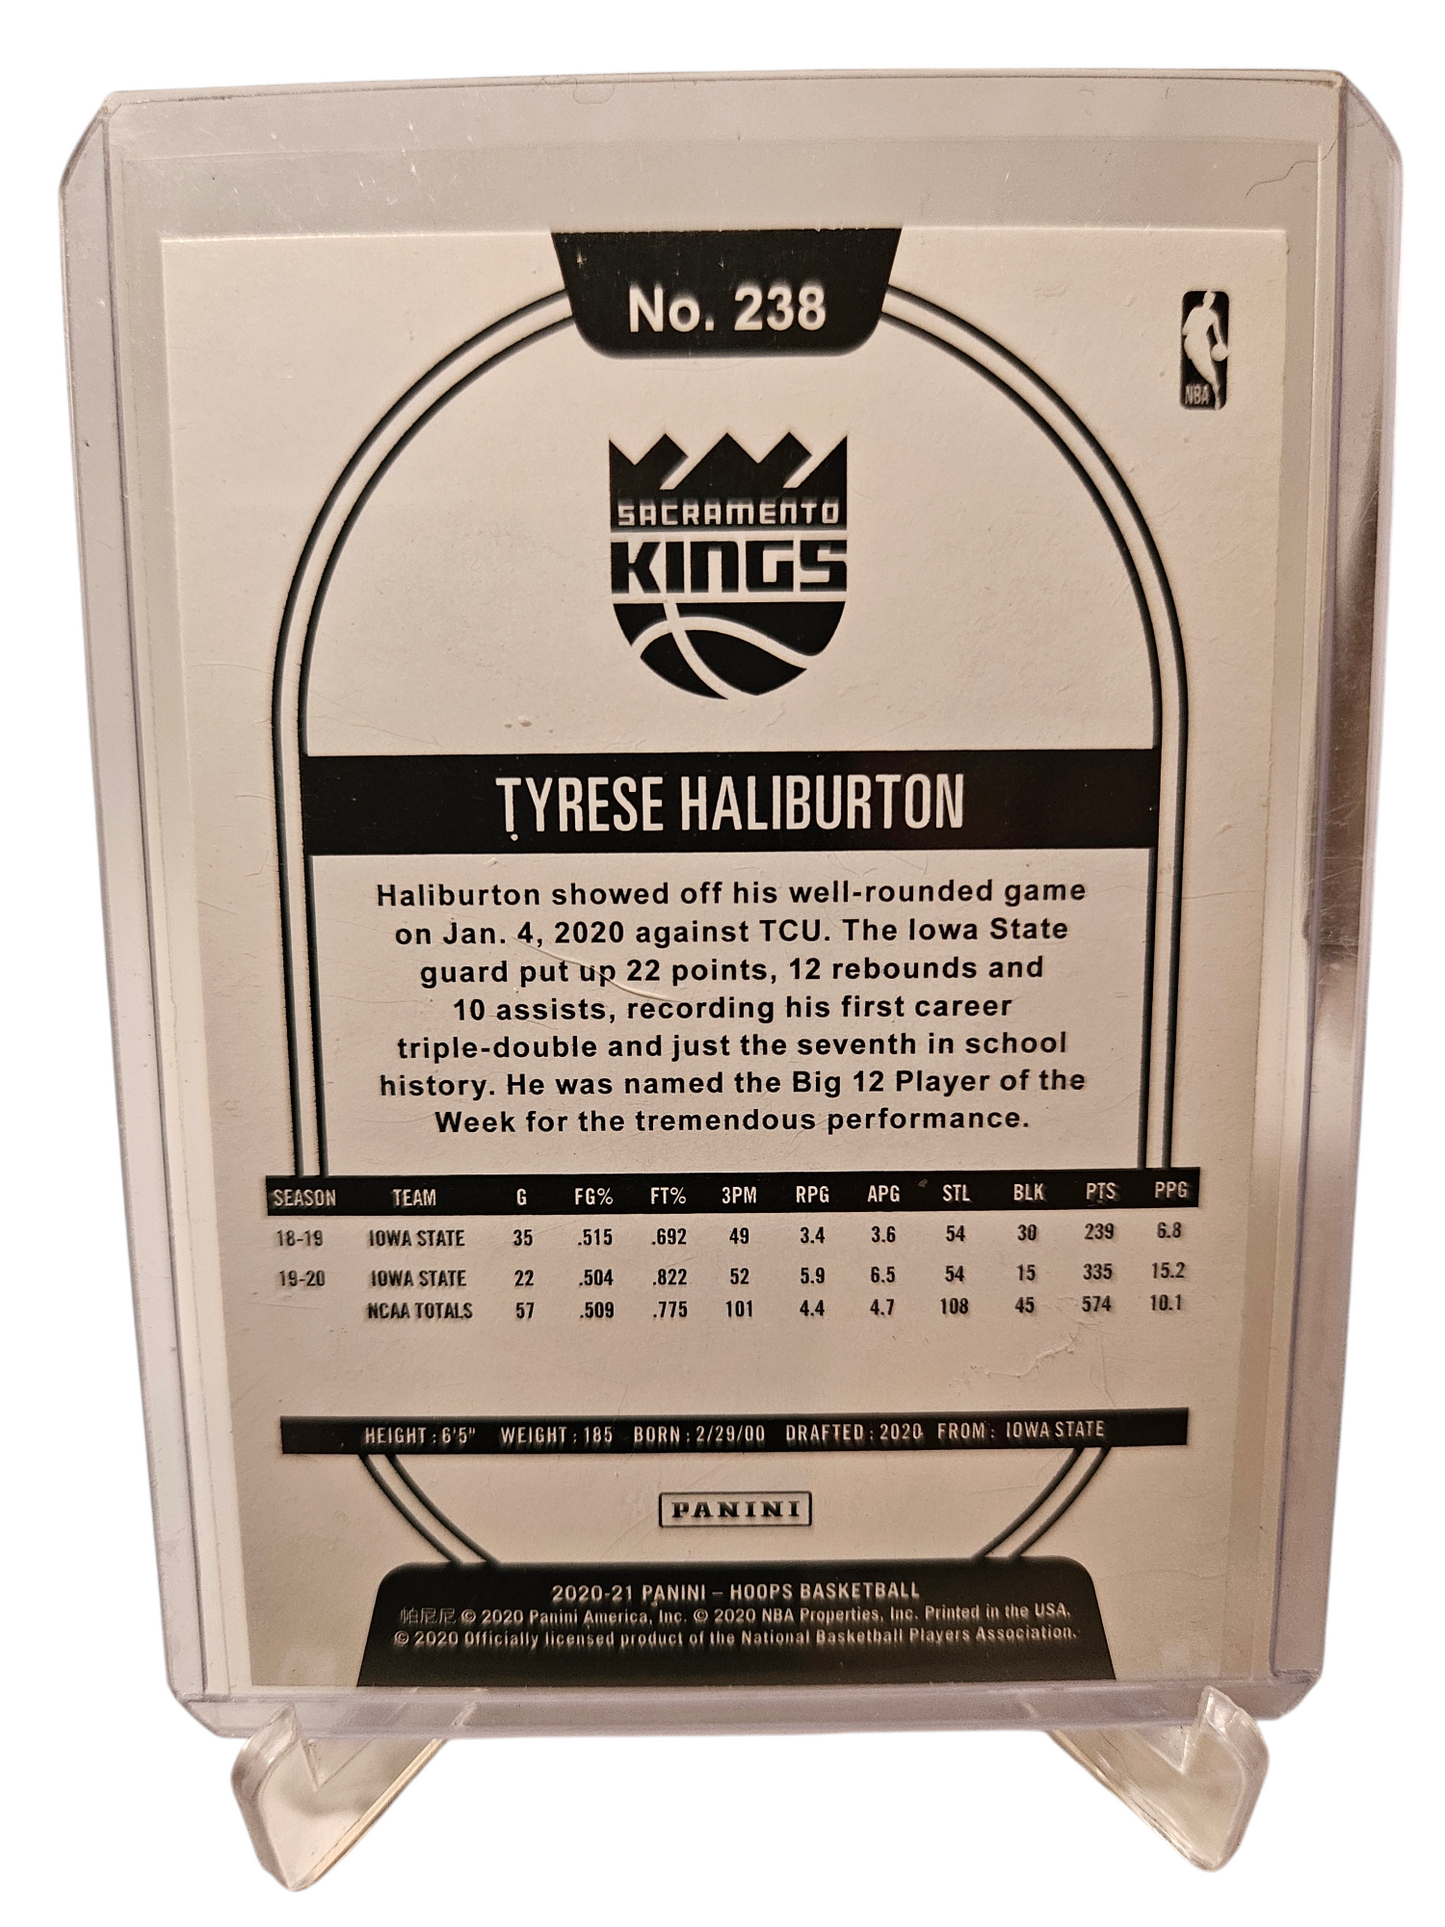 No. 238
NBA
SACRAMENTO
KINGS
TYRESE HALIBURTON
Haliburton showed off his well-rounded game
on Jan. 4, 2020 against TCU. The Iowa State
guard put up 22 points, 12 rebounds and
10 assists, recording his first career
triple-double and just the seventh in school
history. He was named the Big 12 Player of the
Week for the tremendous performance.
SEASON TEAM G FG% FT% 3PM RPG APG STL BLK PTS PPG
18-19 IOWA STATE 35 .515 .692 49 3.4 3.6 54 30 239 6.8
19-20 IOWA STATE 22 .504 .822 52 5.9 6.5 54 15 335 15.2
NCAA TOTALS 57 .509 .775 101 4.4 4.7 108 45 574 10.1
HEIGHT : 6'5" WEIGHT : 185 BORN : 2/29/00 DRAFTED : 2020 FROM : IOWA STATE
PANINI
2020-21 PANINI – HOOPS BASKETBALL
帕尼尼 © 2020 Panini America, Inc. © 2020 NBA Properties, Inc. Printed in the USA.
© 2020 Officially licensed product of the National Basketball Players Association.